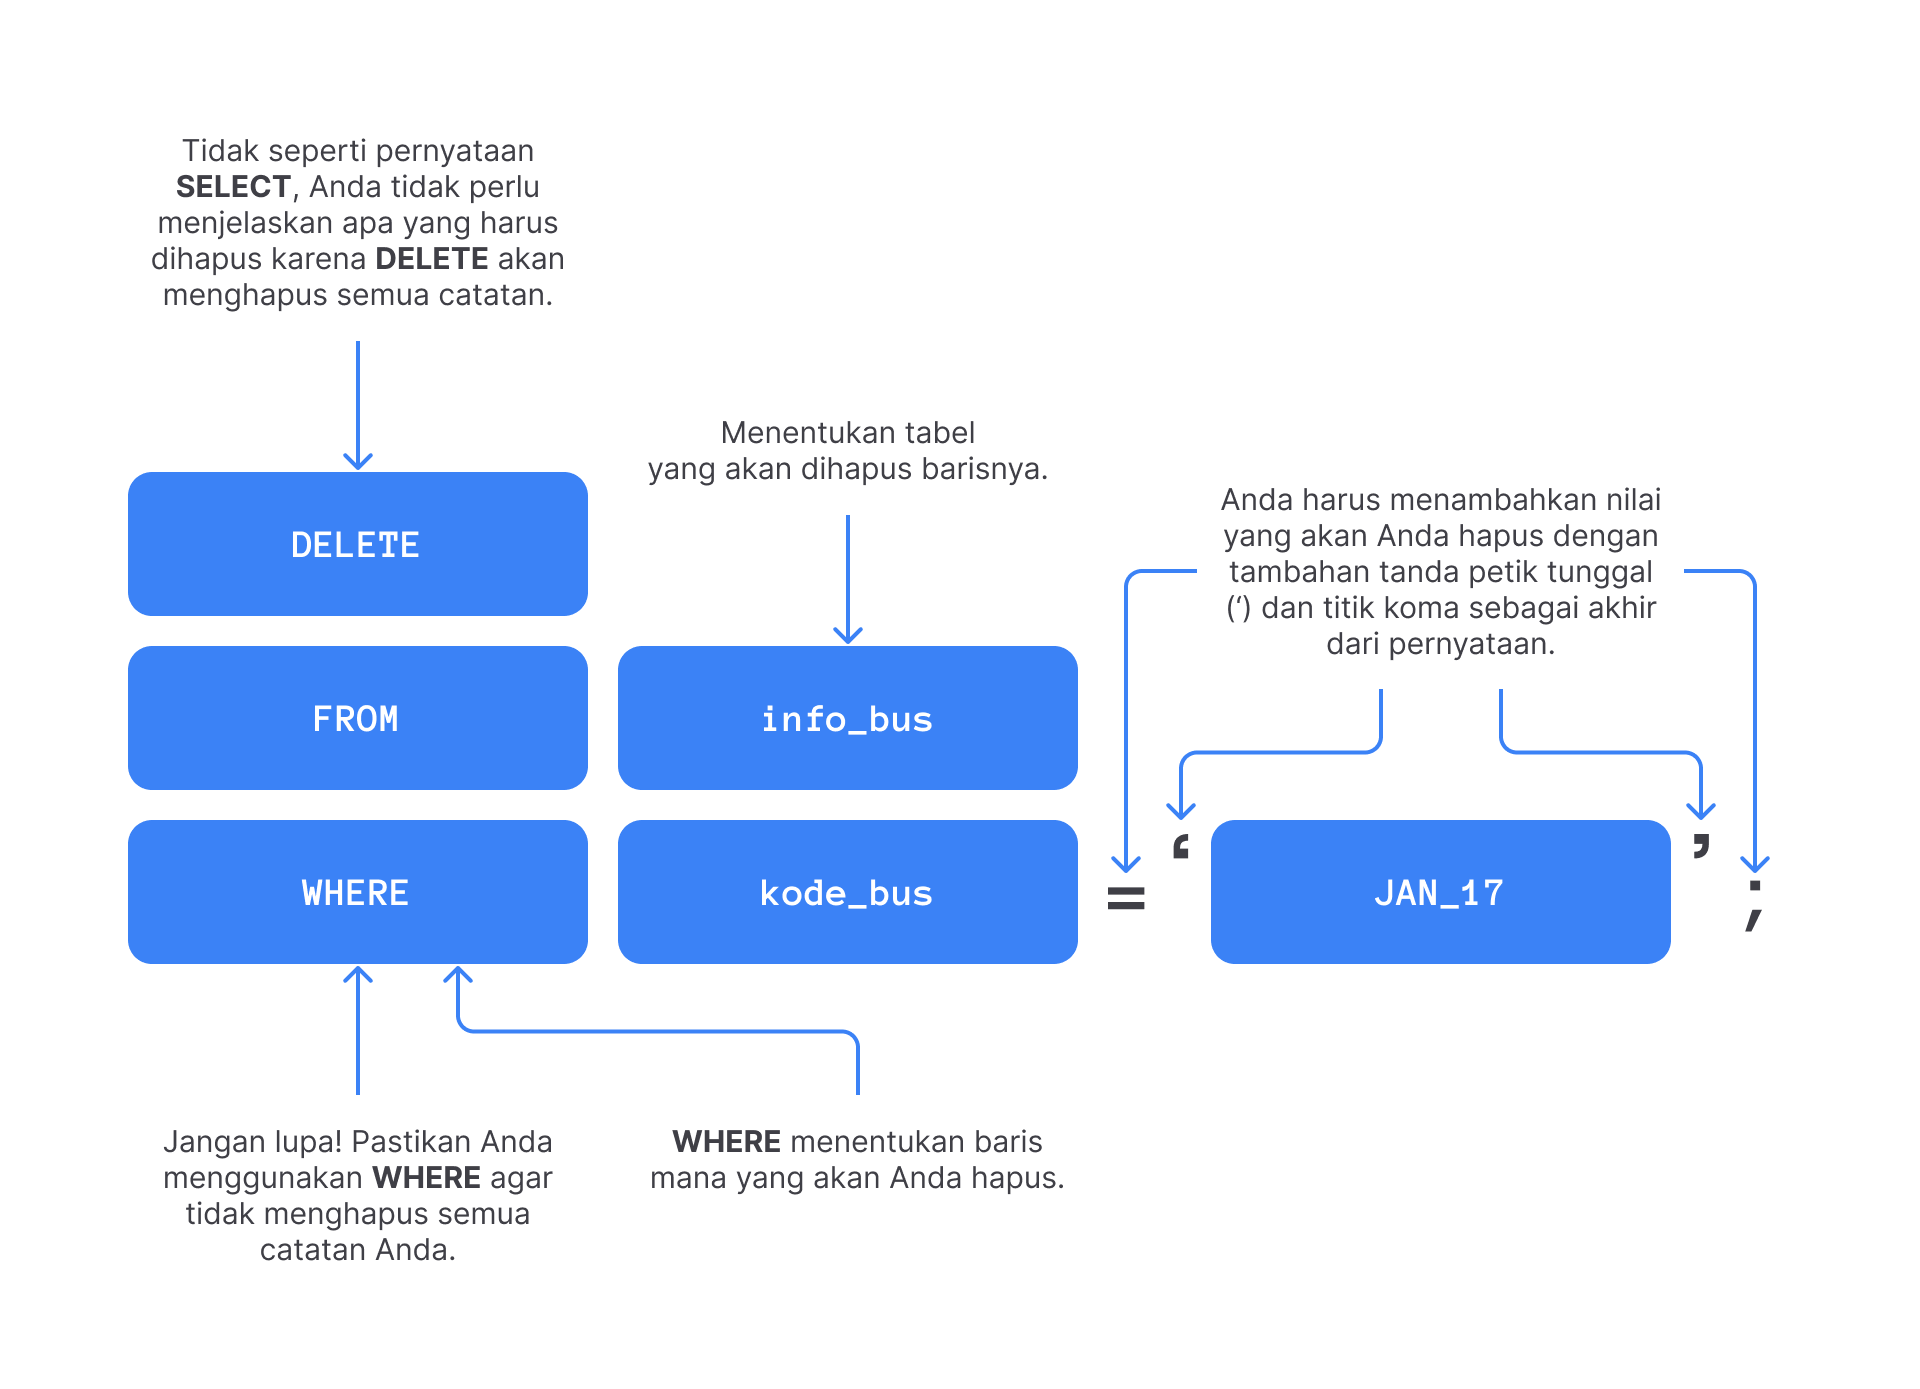 Tidak seperti pernyataan
SELECT, Anda tidak perlu
menjelaskan apa yang harus
dihapus karena DELETE akan
menghapus semua catatan.
Menentukan tabel
yang akan dihapus barisnya.
Anda harus menambahkan nilai
yang akan Anda hapus dengan
tambahan tanda petik tunggal
(‘) dan titik koma sebagai akhir
dari pernyataan.
DELETE
FROM info_bus
WHERE kode_bus = ‘ JAN_17 ’ ;
Jangan lupa! Pastikan Anda
menggunakan WHERE agar
tidak menghapus semua
catatan Anda.
WHERE menentukan baris
mana yang akan Anda hapus.